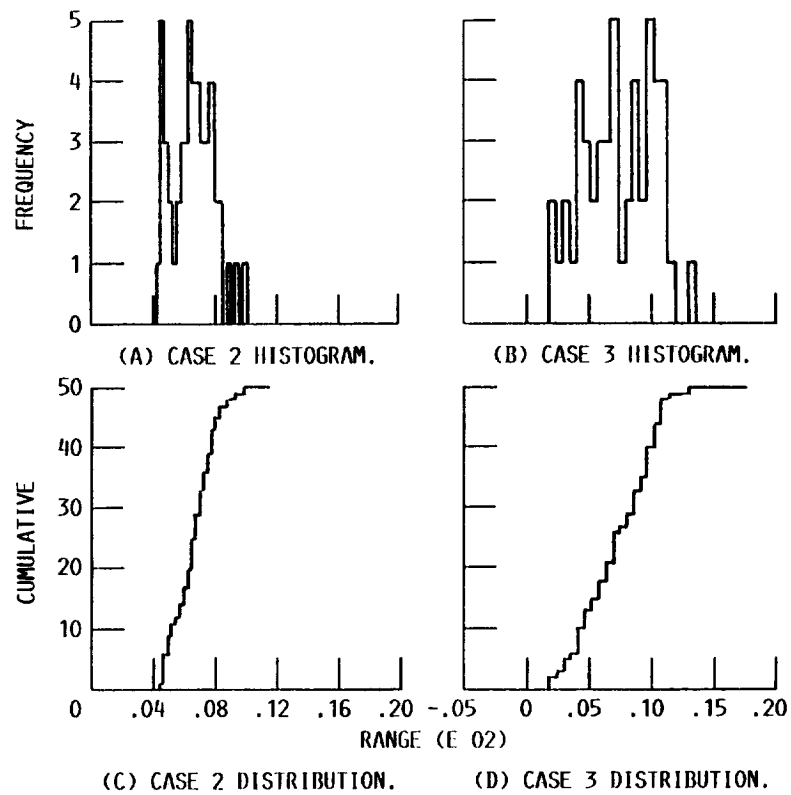 5
4
3
2
1
0
FREQUENCY
(A) CASE 2 HISTOGRAM.
(B) CASE 3 HISTOGRAM.
50
40
30
20
10
CUMULATIVE
0 .04 .08 .12 .16 .20
-.05 0 .05 .10 .15 .20
RANGE (E 02)
(C) CASE 2 DISTRIBUTION.
(D) CASE 3 DISTRIBUTION.